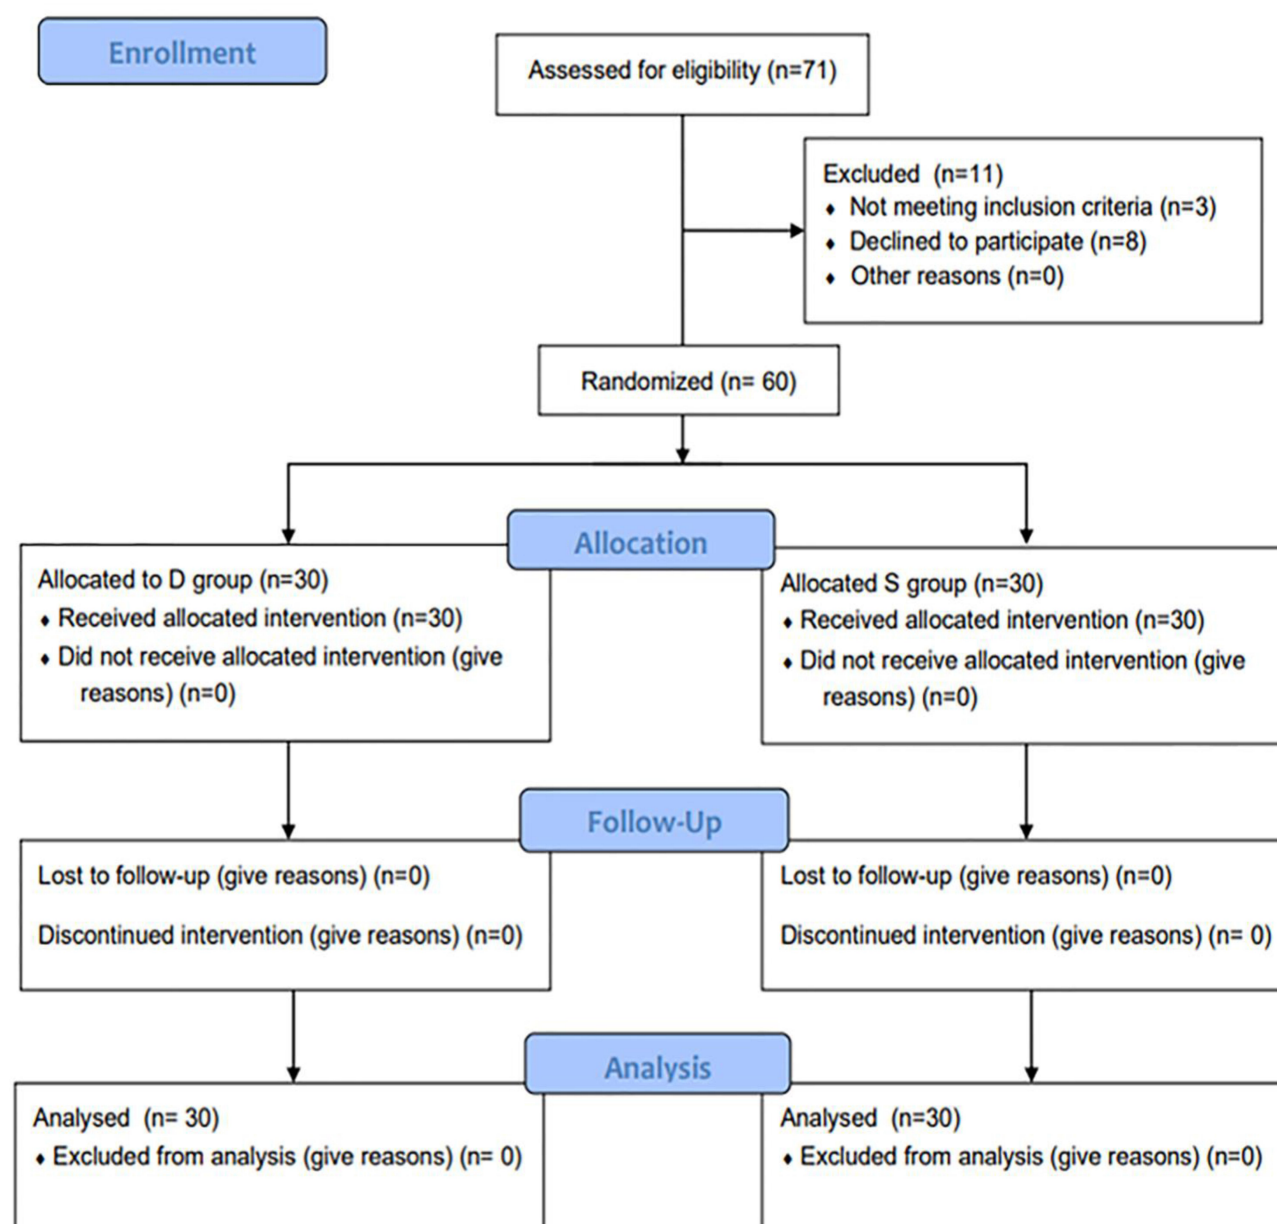 Enrollment
Assessed for eligibility (n=71)
Excluded (n=11)
♦ Not meeting inclusion criteria (n=3)
♦ Declined to participate (n=8)
♦ Other reasons (n=0)
Randomized (n= 60)
Allocation
Allocated to D group (n=30)
♦ Received allocated intervention (n=30)
♦ Did not receive allocated intervention (give
reasons) (n=0)
Allocated S group (n=30)
♦ Received allocated intervention (n=30)
♦ Did not receive allocated intervention (give
reasons) (n=0)
Follow-Up
Lost to follow-up (give reasons) (n=0)
Discontinued intervention (give reasons) (n=0)
Lost to follow-up (give reasons) (n=0)
Discontinued intervention (give reasons) (n= 0)
Analysis
Analysed (n= 30)
♦ Excluded from analysis (give reasons) (n= 0)
Analysed (n=30)
♦ Excluded from analysis (give reasons) (n=0)